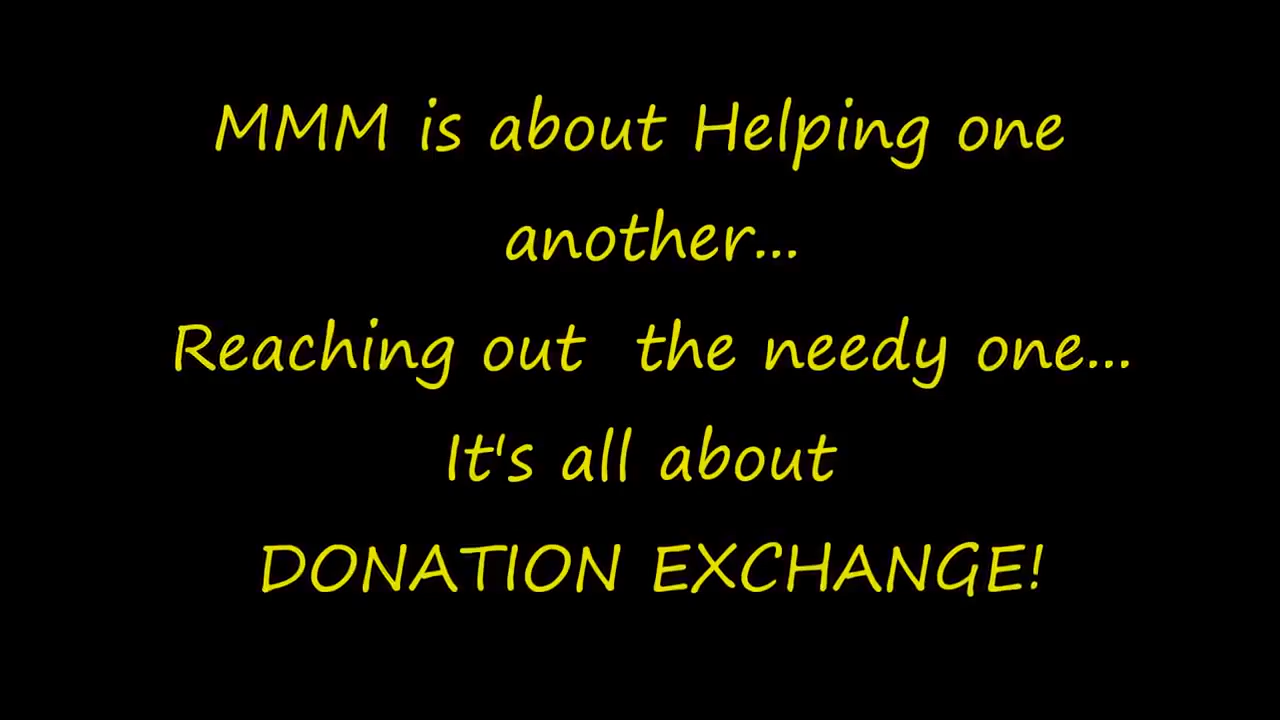 MMM is about Helping one
another...
Reaching out  the needy one...
It's all about
DONATION EXCHANGE!